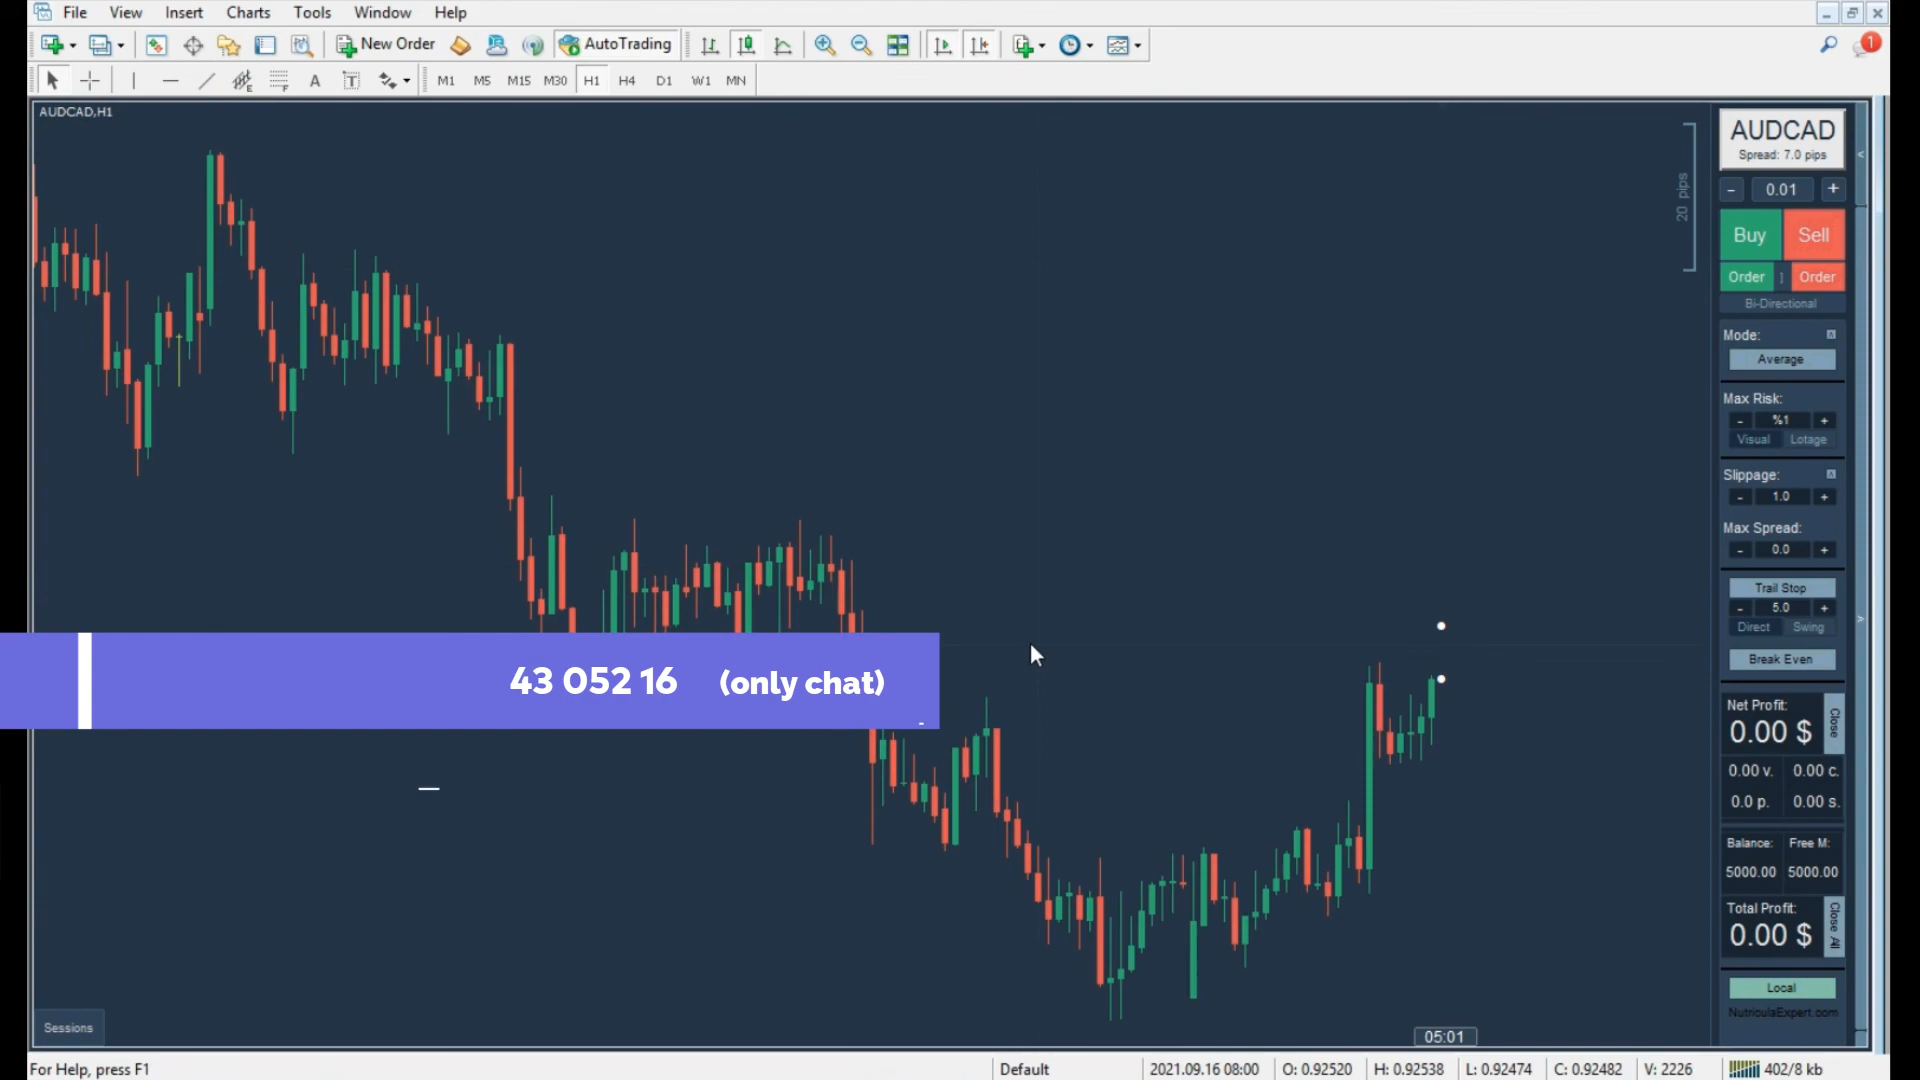 File View Insert Charts Tools Window Help
New Order AutoTrading 1
A T M1 M5 M15 M30 H1 H4 D1 W1 MN
AUDCAD,H1
20 pips
AUDCAD
Spread: 7.0 pips
- 0.01 +
Buy Sell
Order Order
Bi-Directional
Mode:
Average
Max Risk:
- %1 +
Visual Lotage
Slippage:
- 1.0 +
Max Spread:
- 0.0 +
Trail Stop
- 5.0 +
Direct Swing
Break Even
43 052 16 (only chat)
Net Profit:
0.00 $
Close
0.00 v. 0.00 c.
0.0 p. 0.00 s.
Balance: Free M:
5000.00 5000.00
Total Profit:
0.00 $
Close All
Local
NutriculaExpert.com
Sessions
05:01
For Help, press F1 Default 2021.09.16 08:00 O: 0.92520 H: 0.92538 L: 0.92474 C: 0.92482 V: 2226 402/8 kb